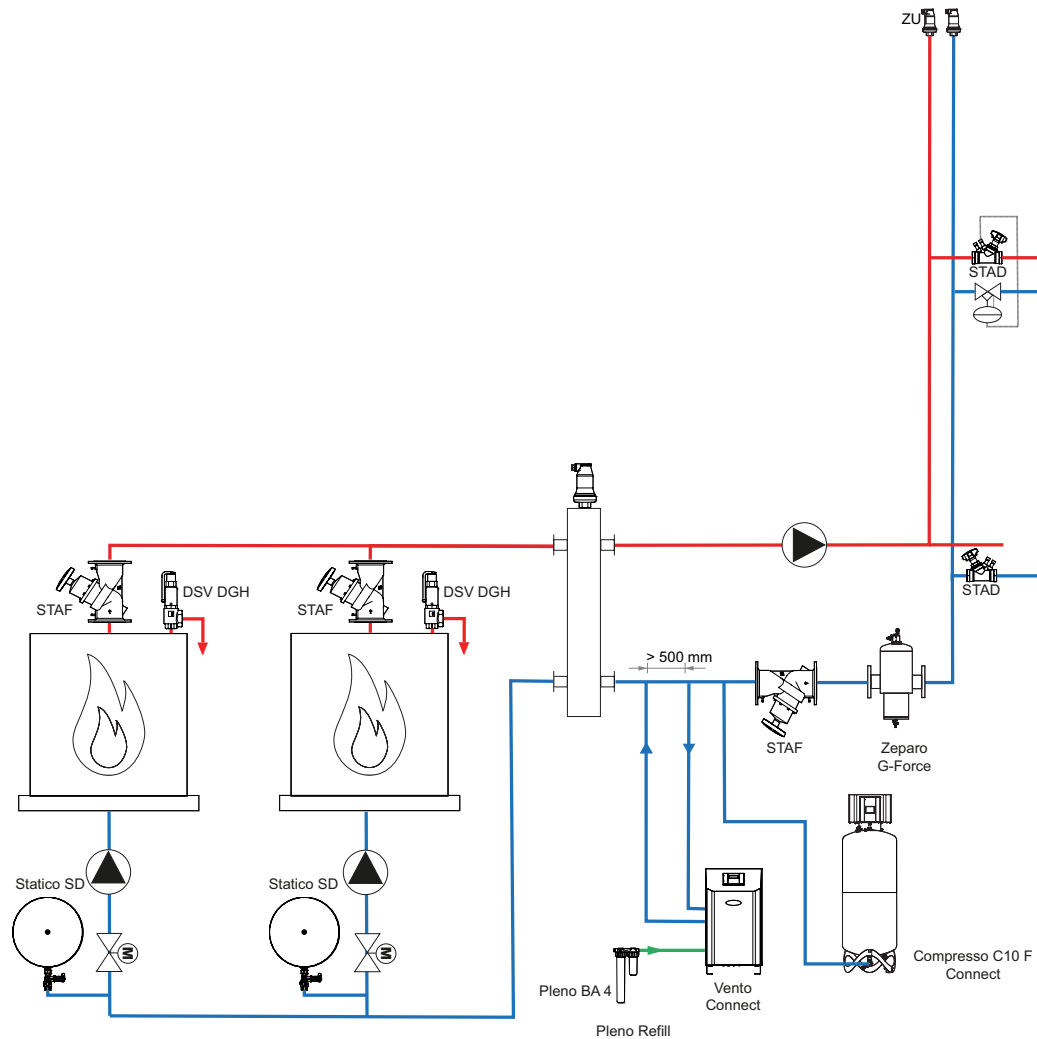 ZU
STAD
STAF
DSV DGH
STAF
DSV DGH
STAD
> 500 mm
STAF
Zeparo
G-Force
Statico SD
M
Statico SD
M
Pleno BA 4
Pleno Refill
Vento
Connect
Compresso C10 F
Connect